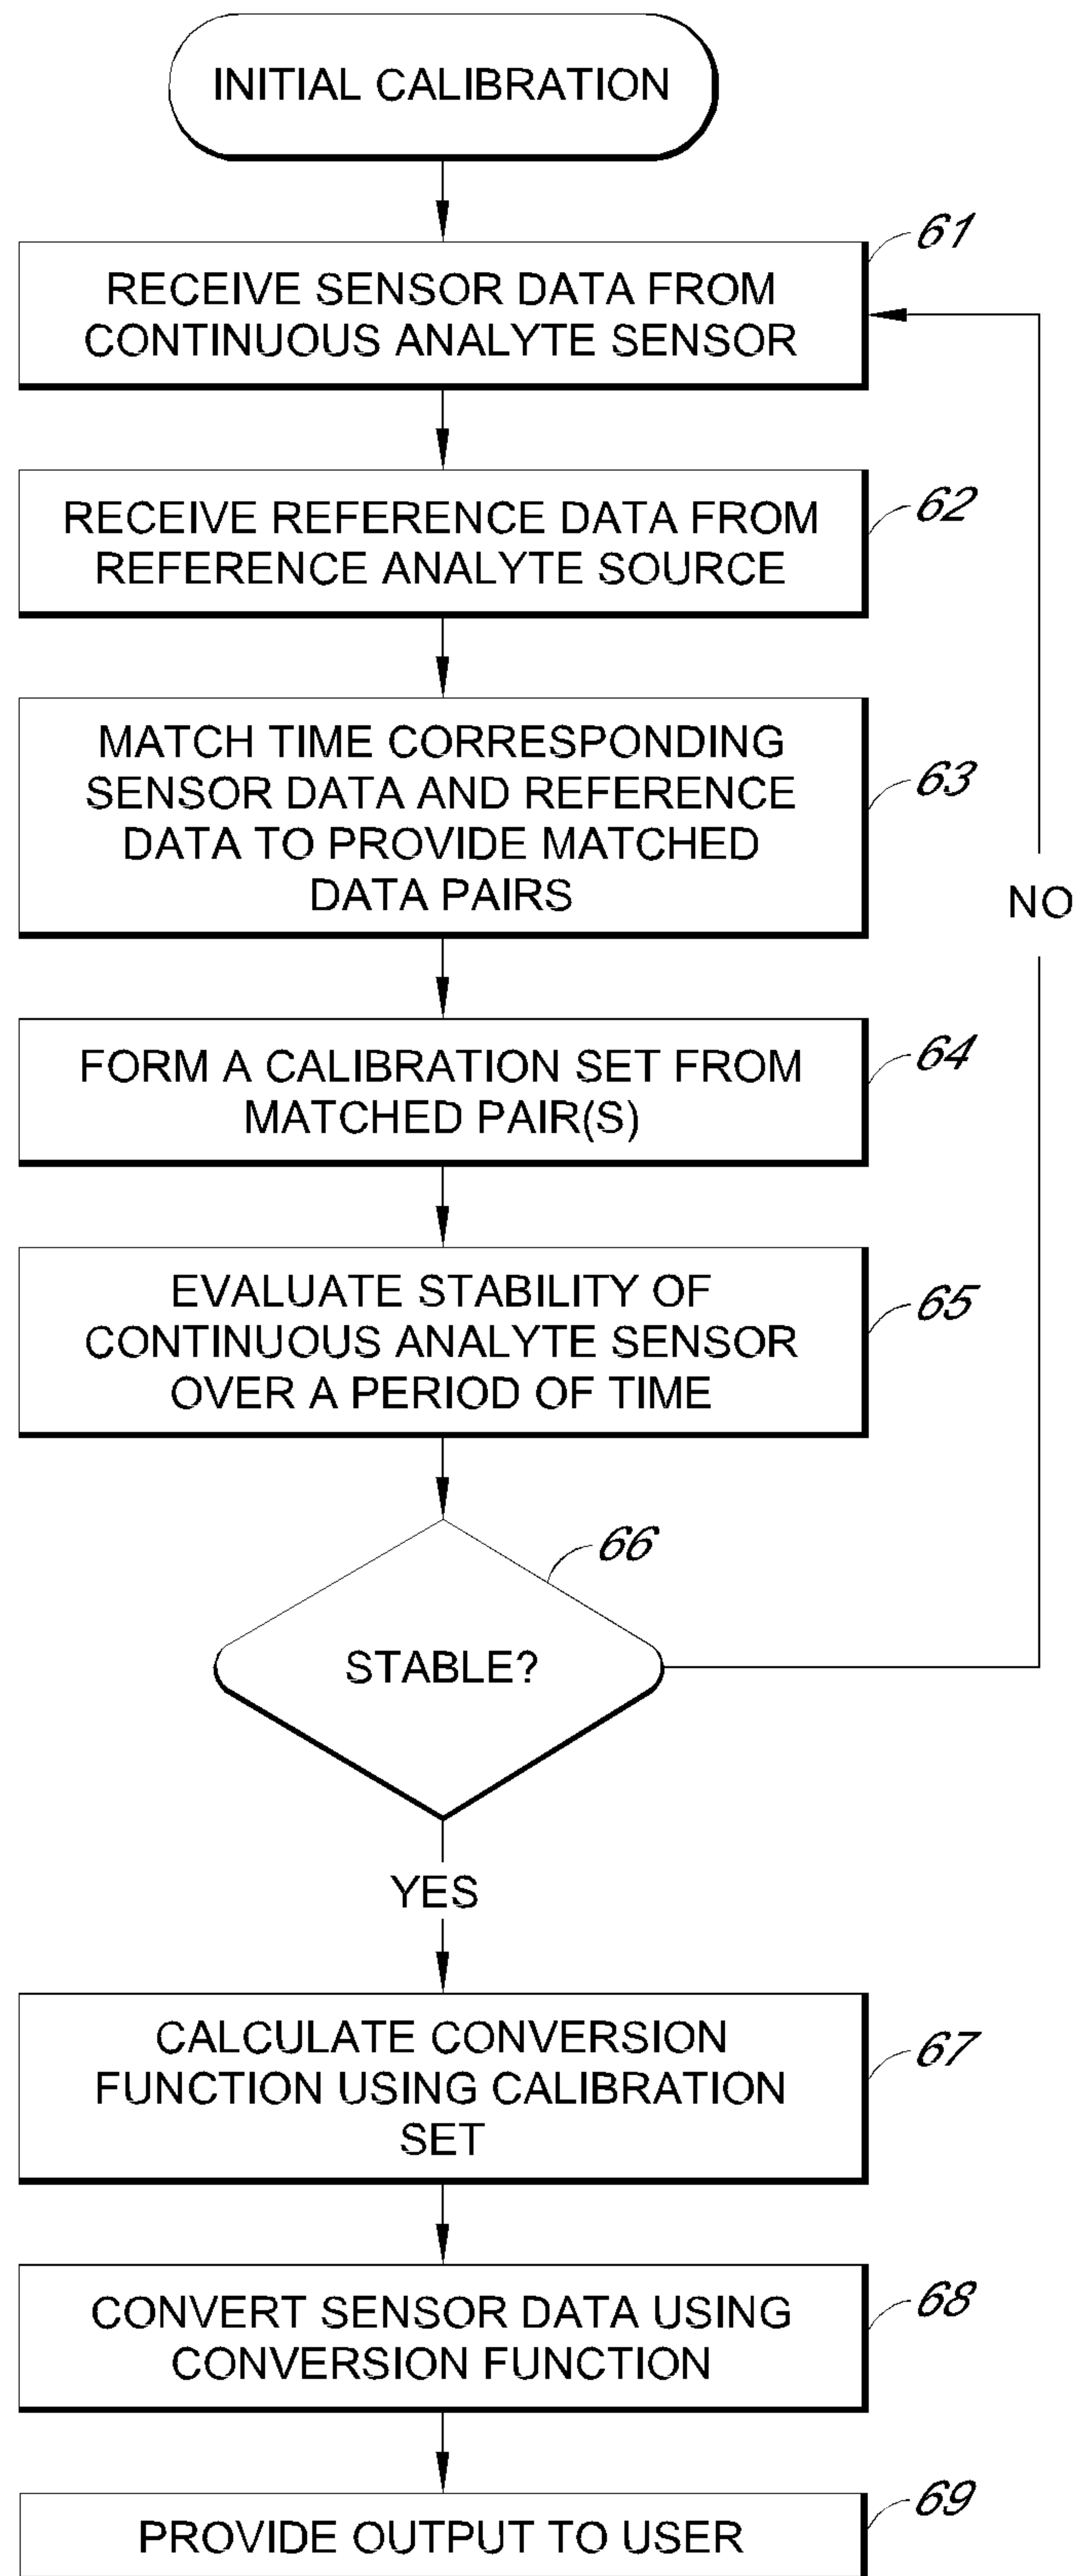 INITIAL CALIBRATION
61
RECEIVE SENSOR DATA FROM
CONTINUOUS ANALYTE SENSOR
62
RECEIVE REFERENCE DATA FROM
REFERENCE ANALYTE SOURCE
63
MATCH TIME CORRESPONDING
SENSOR DATA AND REFERENCE
DATA TO PROVIDE MATCHED
DATA PAIRS
NO
64
FORM A CALIBRATION SET FROM
MATCHED PAIR(S)
65
EVALUATE STABILITY OF
CONTINUOUS ANALYTE SENSOR
OVER A PERIOD OF TIME
66
STABLE?
YES
67
CALCULATE CONVERSION
FUNCTION USING CALIBRATION
SET
68
CONVERT SENSOR DATA USING
CONVERSION FUNCTION
69
PROVIDE OUTPUT TO USER